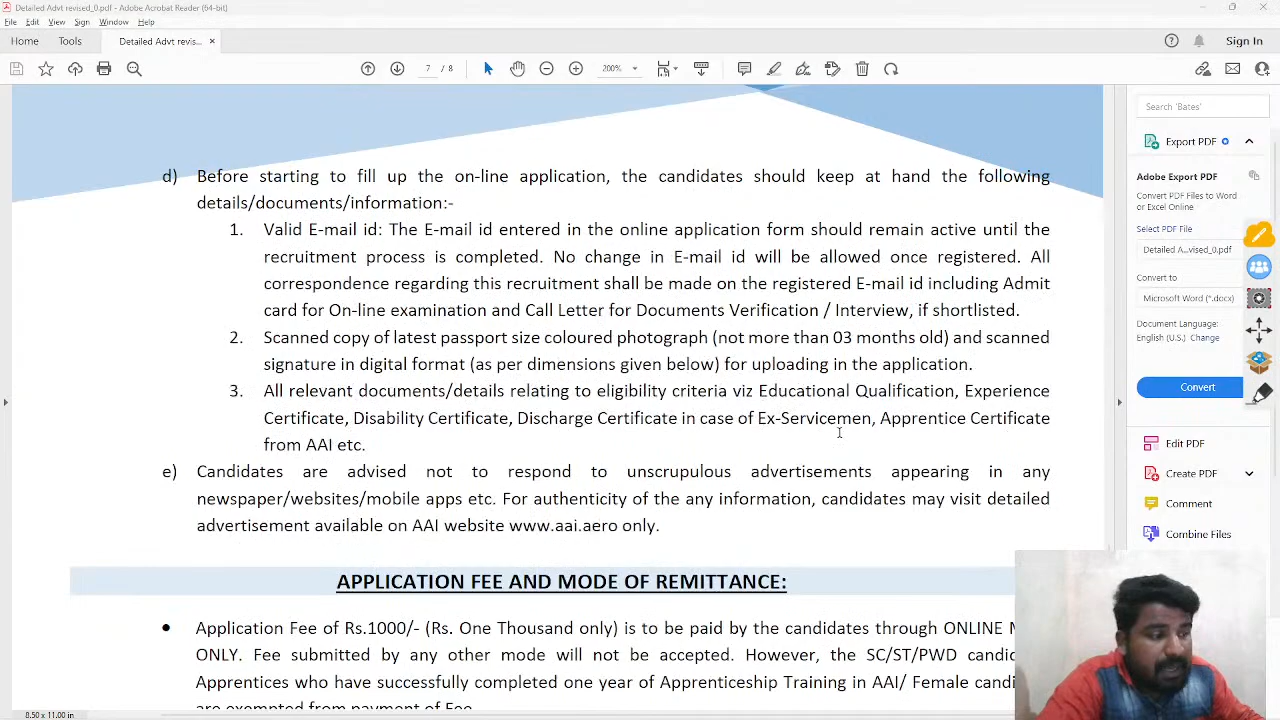 Detailed Advt revised_0.pdf - Adobe Acrobat Reader (64-bit)
File Edit View Sign Window Help
Home Tools Detailed Advt revis... × Sign In
7 / 8 200%
d) Before starting to fill up the on-line application, the candidates should keep at hand the following
details/documents/information:-
1. Valid E-mail id: The E-mail id entered in the online application form should remain active until the
recruitment process is completed. No change in E-mail id will be allowed once registered. All
correspondence regarding this recruitment shall be made on the registered E-mail id including Admit
card for On-line examination and Call Letter for Documents Verification / Interview, if shortlisted.
2. Scanned copy of latest passport size coloured photograph (not more than 03 months old) and scanned
signature in digital format (as per dimensions given below) for uploading in the application.
3. All relevant documents/details relating to eligibility criteria viz Educational Qualification, Experience
Certificate, Disability Certificate, Discharge Certificate in case of Ex-Servicemen, Apprentice Certificate
from AAI etc.
e) Candidates are advised not to respond to unscrupulous advertisements appearing in any
newspaper/websites/mobile apps etc. For authenticity of the any information, candidates may visit detailed
advertisement available on AAI website www.aai.aero only.
APPLICATION FEE AND MODE OF REMITTANCE:
• Application Fee of Rs.1000/- (Rs. One Thousand only) is to be paid by the candidates through ONLINE
ONLY. Fee submitted by any other mode will not be accepted. However, the SC/ST/PWD
Apprentices who have successfully completed one year of Apprenticeship Training in AAI/ Female
are exempted from payment of Fee
8.50 x 11.00 in
Search 'Bates'
Export PDF
Adobe Export PDF
Convert PDF Files to Word
or Excel Online
Select PDF File
Detailed A...vised_0.pdf
Convert to
Microsoft Word (*.docx)
Document Language:
English (U.S.) Change
Convert
Edit PDF
Create PDF
Comment
Combine Files